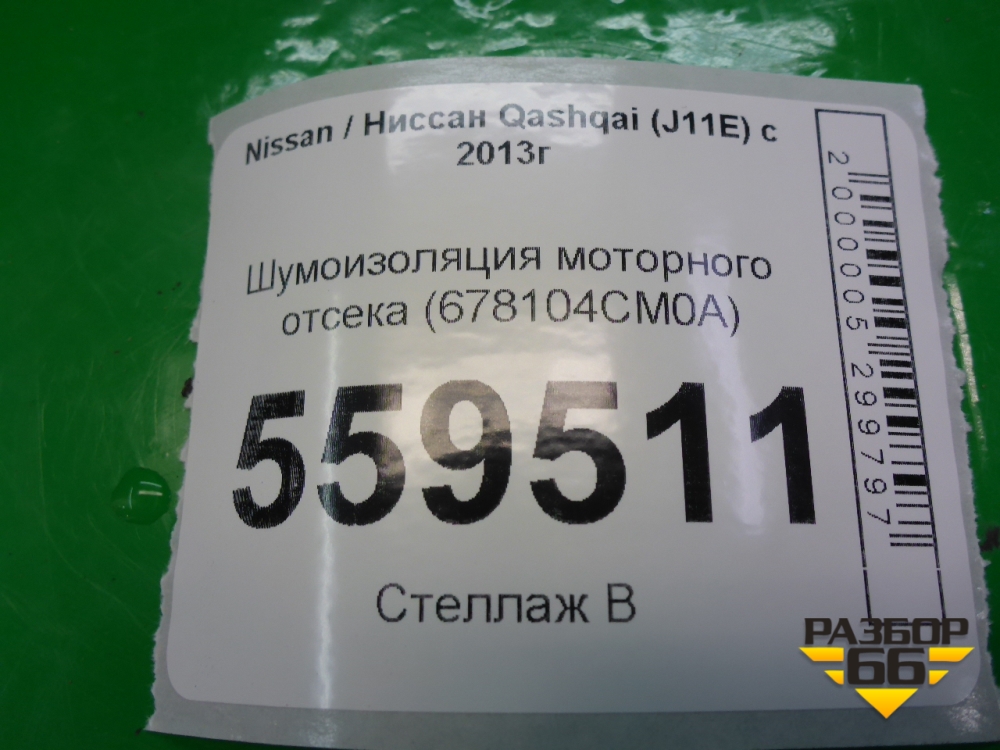 Nissan / Ниссан Qashqai (J11E) с
2013г
Шумоизоляция моторного
отсека (678104CM0A)
559511
Стеллаж В
2000005299797
РАЗБОР
66